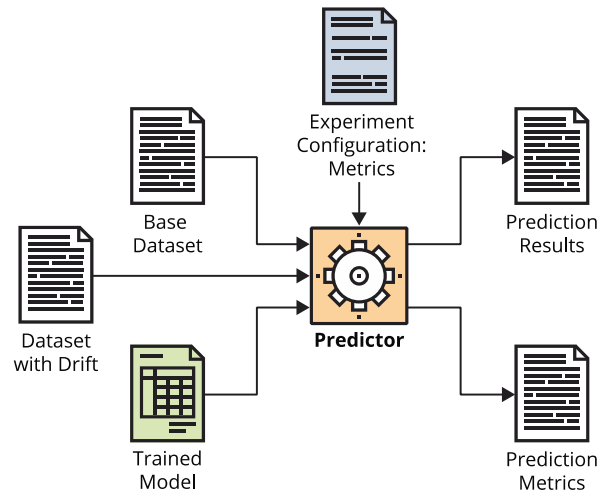 Experiment
Configuration:
Metrics
Base
Dataset
Prediction
Results
Dataset
with Drift
Predictor
Trained
Model
Prediction
Metrics